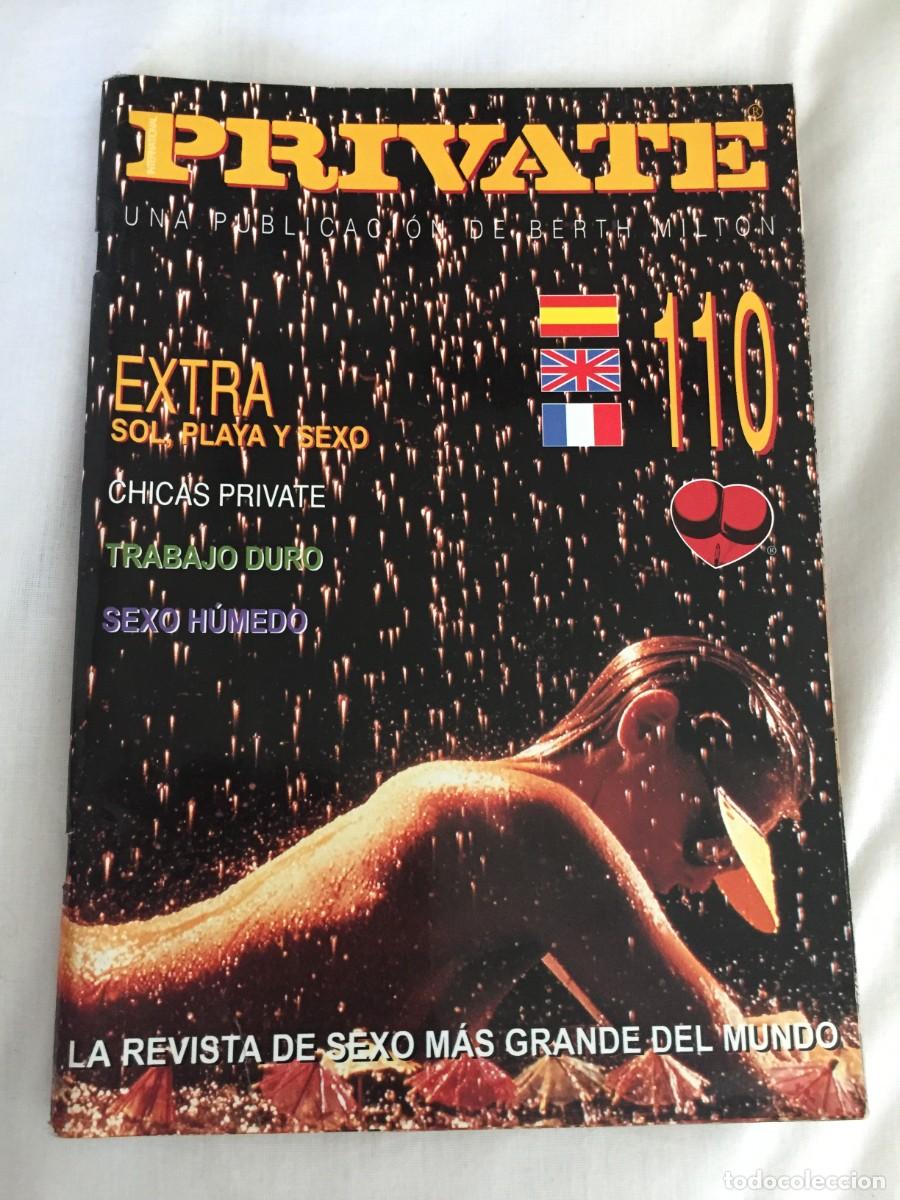 INTERNATIONAL
PRIVATE®
UNA PUBLICACIÓN DE BERTH MILTON
110
EXTRA
SOL, PLAYA Y SEXO
CHICAS PRIVATE
®
TRABAJO DURO
SEXO HÚMEDO
LA REVISTA DE SEXO MÁS GRANDE DEL MUNDO
todocoleccion